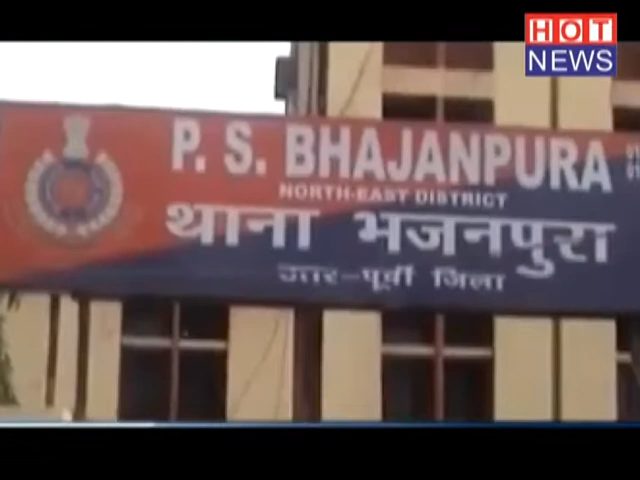 HOT
NEWS
P. S. BHAJANPURA
NORTH-EAST DISTRICT
थाना भजनपुरा
उत्तर-पूर्वी जिला